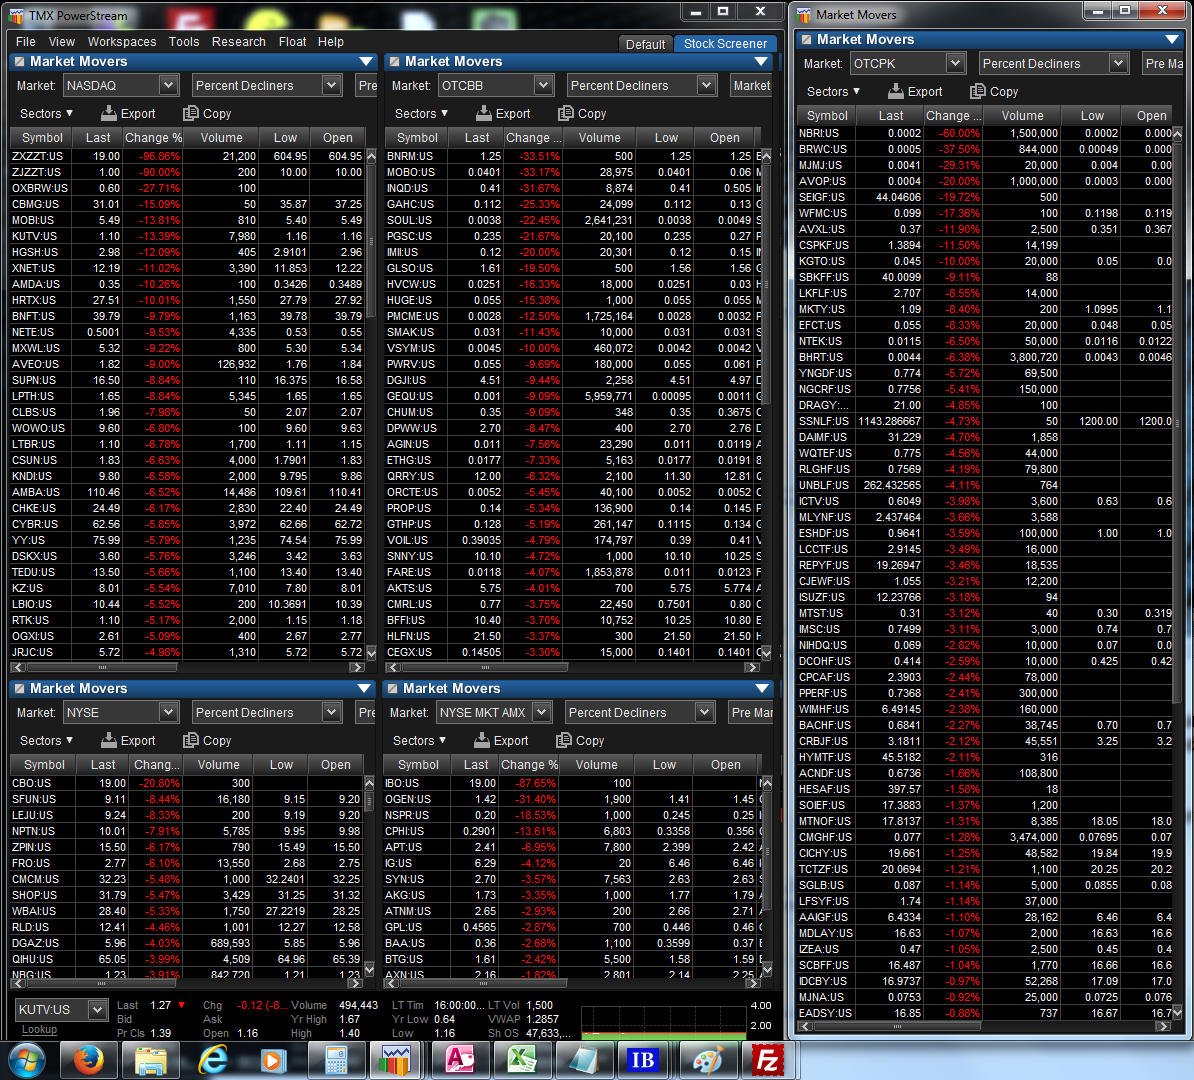 TMX PowerStream
File View Workspaces Tools Research Float Help
Default Stock Screener
Market Movers
Market: NASDAQ Percent Decliners Pre
Sectors Export Copy
Symbol Last Change % Volume Low Open
ZXZZT:US 19.00 -96.86% 21,200 604.95 604.95
ZJZZT:US 1.00 -90.00% 200 10.00 10.00
OXBRW:US 0.60 -27.71% 100
CBMG:US 31.01 -15.09% 50 35.87 37.25
MOBI:US 5.49 -13.81% 810 5.40 5.49
KUTV:US 1.10 -13.39% 7,980 1.16 1.16
HGSH:US 2.98 -12.09% 405 2.9101 2.96
XNET:US 12.19 -11.02% 3,390 11.853 12.22
AMDA:US 0.35 -10.26% 100 0.3426 0.3489
HRTX:US 27.51 -10.01% 1,550 27.79 27.92
BNFT:US 39.79 -9.79% 1,163 39.78 39.79
NETE:US 0.5001 -9.53% 4,335 0.53 0.55
MXWL:US 5.32 -9.22% 800 5.30 5.34
AVEO:US 1.82 -9.00% 126,932 1.76 1.84
SUPN:US 16.50 -8.84% 110 16.375 16.58
LPTH:US 1.65 -8.84% 5,345 1.65 1.65
CLBS:US 1.96 -7.98% 50 2.07 2.07
WOWO:US 9.60 -6.80% 100 9.60 9.63
LTBR:US 1.10 -6.78% 1,700 1.11 1.15
CSUN:US 1.83 -6.63% 4,000 1.7901 1.83
KNDI:US 9.80 -6.58% 2,000 9.795 9.86
AMBA:US 110.46 -6.52% 14,486 109.61 110.41
CHKE:US 24.49 -6.17% 2,830 22.40 24.49
CYBR:US 62.56 -5.85% 3,972 62.66 62.72
YY:US 75.99 -5.79% 1,235 74.54 75.99
DSKX:US 3.60 -5.76% 3,246 3.42 3.63
TEDU:US 13.50 -5.66% 1,100 13.40 13.40
KZ:US 8.01 -5.54% 7,010 7.80 8.01
LBIO:US 10.44 -5.52% 200 10.3691 10.39
RTK:US 1.10 -5.17% 2,000 1.15 1.18
OGXI:US 2.61 -5.09% 400 2.67 2.77
JRJC:US 5.72 -4.98% 1,310 5.72 5.72
Market Movers
Market: OTCBB Percent Decliners Market
Sectors Export Copy
Symbol Last Change ... Volume Low Open
BNRM:US 1.25 -33.51% 500 1.25 1.25
MOBO:US 0.0401 -33.17% 28,975 0.0401 0.06
INQD:US 0.41 -31.67% 8,874 0.41 0.505
GAHC:US 0.112 -25.33% 24,099 0.112 0.13
SOUL:US 0.0038 -22.45% 2,641,231 0.0038 0.0049
PGSC:US 0.235 -21.67% 20,100 0.235 0.27
IMII:US 0.12 -20.00% 20,301 0.12 0.15
GLSO:US 1.61 -19.50% 500 1.56 1.56
HVCW:US 0.0251 -16.33% 18,000 0.0251 0.03
HUGE:US 0.055 -15.38% 1,000 0.055 0.055
PMCME:US 0.0028 -12.50% 1,725,164 0.0028 0.0032
SMAK:US 0.031 -11.43% 10,000 0.031 0.031
VSYM:US 0.0045 -10.00% 460,072 0.0042 0.0042
PWRV:US 0.055 -9.69% 180,000 0.055 0.061
DGJI:US 4.51 -9.44% 2,258 4.51 4.97
GEQU:US 0.001 -9.09% 5,959,771 0.00095 0.0011
CHUM:US 0.35 -9.09% 348 0.35 0.3675
DPWW:US 2.70 -8.47% 400 2.70 2.76
AGIN:US 0.011 -7.56% 23,290 0.011 0.0119
ETHG:US 0.0177 -7.33% 5,163 0.0177 0.0191
QRRY:US 12.00 -6.32% 2,100 11.30 12.81
ORCTE:US 0.0052 -5.45% 40,100 0.0052 0.0052
PROP:US 0.14 -5.34% 136,900 0.14 0.145
GTHP:US 0.128 -5.19% 261,147 0.1115 0.134
VOIL:US 0.39035 -4.79% 174,797 0.39 0.41
SNNY:US 10.10 -4.72% 1,000 10.10 10.25
FARE:US 0.0118 -4.07% 1,853,878 0.011 0.0123
AKTS:US 5.75 -4.01% 700 5.75 5.774
CMRL:US 0.77 -3.75% 22,450 0.7501 0.80
BFFI:US 10.40 -3.70% 10,752 10.25 10.80
HLFN:US 21.50 -3.37% 300 21.50 21.50
CEGX:US 0.14505 -3.30% 15,000 0.1401 0.1401
Market Movers
Market: NYSE Percent Decliners Pre
Sectors Export Copy
Symbol Last Chang... Volume Low Open
CBO:US 19.00 -20.80% 300
SFUN:US 9.11 -8.44% 16,180 9.15 9.20
LEJU:US 9.24 -8.33% 200 9.19 9.20
NPTN:US 10.01 -7.91% 5,785 9.95 9.98
ZPIN:US 15.50 -6.17% 790 15.49 15.50
FRO:US 2.77 -6.10% 13,550 2.68 2.75
CMCM:US 32.23 -5.48% 1,000 32.2401 32.25
SHOP:US 31.79 -5.47% 3,429 31.25 31.32
WBAI:US 28.40 -5.33% 1,750 27.2219 28.25
RLD:US 12.41 -4.46% 1,001 12.27 12.58
DGAZ:US 5.96 -4.03% 689,593 5.85 5.96
QIHU:US 65.05 -3.99% 4,509 64.96 65.39
NBG:US 1.23 -3.91% 842,720 1.21 1.23
Market Movers
Market: NYSE MKT AMX Percent Decliners Pre Mar
Sectors Export Copy
Symbol Last Change % Volume Low Open
IBO:US 19.00 -87.65% 100
OGEN:US 1.42 -31.40% 1,900 1.41 1.45
NSPR:US 0.20 -18.53% 1,000 0.245 0.25
CPHI:US 0.2901 -13.61% 6,803 0.3358 0.356
APT:US 2.41 -6.95% 7,800 2.399 2.42
IG:US 6.29 -4.12% 20 6.46 6.46
SYN:US 2.70 -3.57% 7,563 2.63 2.63
AKG:US 1.73 -3.35% 1,000 1.77 1.79
ATNM:US 2.65 -2.93% 200 2.66 2.71
GPL:US 0.4565 -2.87% 700 0.446 0.46
BAA:US 0.36 -2.68% 1,100 0.3599 0.37
BTG:US 1.61 -2.42% 5,500 1.58 1.59
AXN:US 2.16 -1.82% 2,801 2.14 2.25
KUTV:US Last 1.27 Chg -0.12 (-8... Volume 494,443 LT Tim 16:00:00... LT Vol 1,500 4.00
Bid Ask Yr High 1.67 Yr Low 0.64 VWAP 1.2857
Lookup Pr Cls 1.39 Open 1.16 High 1.40 Low 1.16 Sh OS 47,633,... 2.00
Market Movers
Market Movers
Market: OTCPK Percent Decliners Pre Ma
Sectors Export Copy
Symbol Last Change ... Volume Low Open
NBRI:US 0.0002 -60.00% 1,500,000 0.0002 0.000
BRWC:US 0.0005 -37.50% 844,000 0.00049 0.000
MJMJ:US 0.0041 -29.31% 20,000 0.004 0.00
AVOP:US 0.0004 -20.00% 1,000,000 0.0003 0.000
SEIGF:US 44.04606 -19.72% 500
WFMC:US 0.099 -17.36% 100 0.1198 0.119
AVXL:US 0.37 -11.90% 2,500 0.351 0.367
CSPKF:US 1.3894 -11.50% 14,199
KGTO:US 0.045 -10.00% 20,000 0.05 0.0
SBKFF:US 40.0099 -9.11% 88
LKFLF:US 2.707 -8.55% 14,000
MKTY:US 1.09 -8.40% 200 1.0995 1.1
EFCT:US 0.055 -8.33% 20,000 0.048 0.05
NTEK:US 0.0115 -6.50% 50,000 0.0116 0.0122
BHRT:US 0.0044 -6.38% 3,800,720 0.0043 0.0046
YNGDF:US 0.774 -5.72% 69,500
NGCRF:US 0.7756 -5.41% 150,000
DRAGY:... 21.00 -4.85% 100
SSNLF:US 1143.286667 -4.73% 50 1200.00 1200.0
DAIMF:US 31.229 -4.70% 1,858
WQTEF:US 0.775 -4.56% 44,000
RLGHF:US 0.7569 -4.19% 79,800
UNBLF:US 262.432565 -4.11% 764
ICTV:US 0.6049 -3.98% 3,600 0.63 0.6
MLYNF:US 2.437464 -3.66% 3,588
ESHDF:US 0.9641 -3.59% 100,000 1.00 1.0
LCCTF:US 2.9145 -3.49% 16,000
REPYF:US 19.26947 -3.46% 18,535
CJEWF:US 1.055 -3.21% 12,200
ISUZF:US 12.23766 -3.18% 94
MTST:US 0.31 -3.12% 40 0.30 0.319
IMSC:US 0.7499 -3.11% 3,000 0.74 0.7
NIHDQ:US 0.069 -2.82% 10,000 0.07 0.0
DCOHF:US 0.414 -2.59% 10,000 0.425 0.42
CPCAF:US 2.3903 -2.44% 78,000
PPERF:US 0.7368 -2.41% 300,000
WIMHF:US 6.49145 -2.38% 160,000
BACHF:US 0.6841 -2.27% 38,745 0.70 0.7
CRBJF:US 3.1811 -2.12% 45,551 3.25 3.2
HYMTF:US 45.5182 -2.11% 316
ACNDF:US 0.6736 -1.66% 108,800
HESAF:US 397.57 -1.58% 18
SOIEF:US 17.3883 -1.37% 1,200
MTNOF:US 17.8137 -1.31% 8,385 18.05 18.0
CMGHF:US 0.077 -1.28% 3,474,000 0.07695 0.07
CICHY:US 19.661 -1.25% 48,582 19.84 19.9
TCTZF:US 20.0694 -1.21% 1,100 20.25 20.2
SGLB:US 0.087 -1.14% 5,000 0.0855 0.08
LFSYF:US 1.74 -1.14% 37,000
AAIGF:US 6.4334 -1.10% 28,162 6.46 6.4
MDLAY:US 16.63 -1.07% 2,000 16.63 16.6
IZEA:US 0.47 -1.05% 2,500 0.45 0.4
SCBFF:US 16.487 -1.04% 1,770 16.66 16.6
IDCBY:US 16.9737 -0.97% 52,268 17.09 17.0
MJNA:US 0.0753 -0.92% 25,000 0.0725 0.076
EADSY:US 16.85 -0.88% 737 16.67 16.7
IB